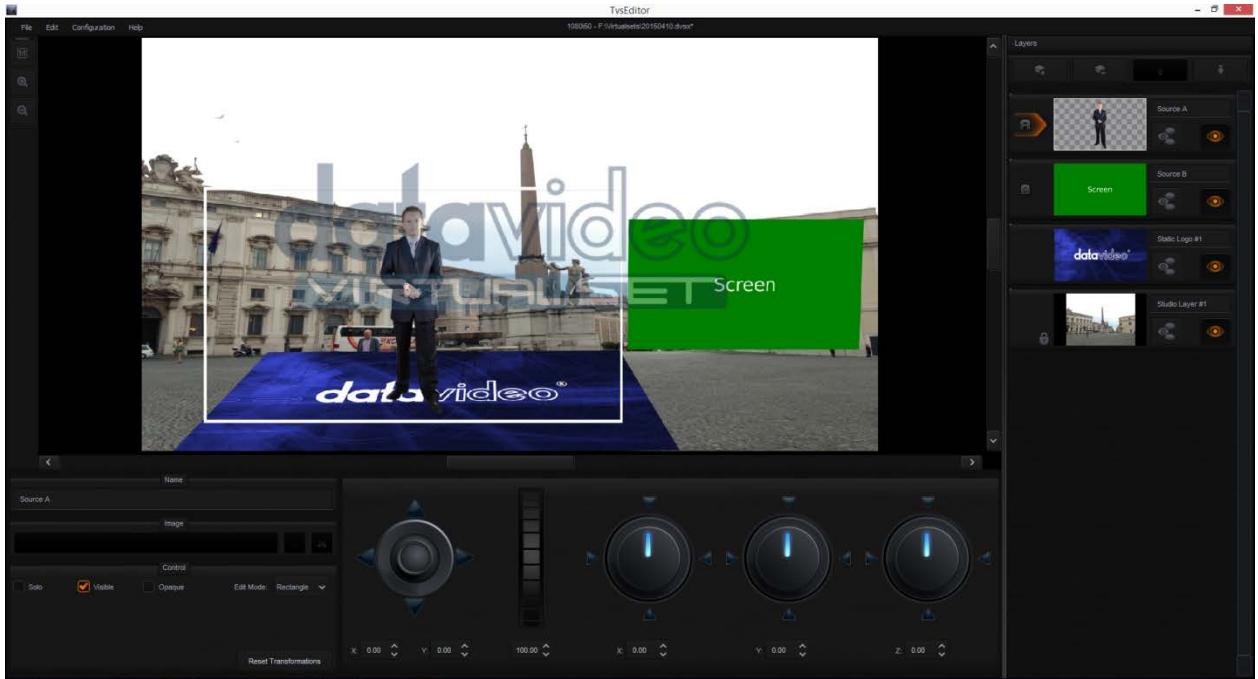 TvsEditor
File Edit Configuration Help
1080i50 - F:\Virtualsets\20150410.dvsx*
Layers
Source A
Source B
Screen
Static Logo #1
datavideo®
Studio Layer #1
datavideo
VIRTUALSET
Screen
datavideo®
Name
Source A
Image
Control
Solo Visible Opaque Edit Mode: Rectangle
Reset Transformations
X: 0.00 Y: 0.00 100.00 X: 0.00 Y: 0.00 Z: 0.00